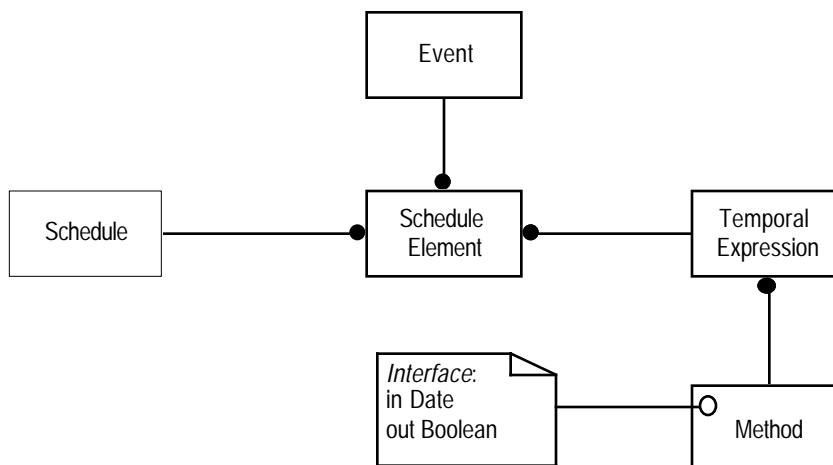 Event
Schedule
Schedule
Element
Temporal
Expression
Interface:
in Date
out Boolean
Method